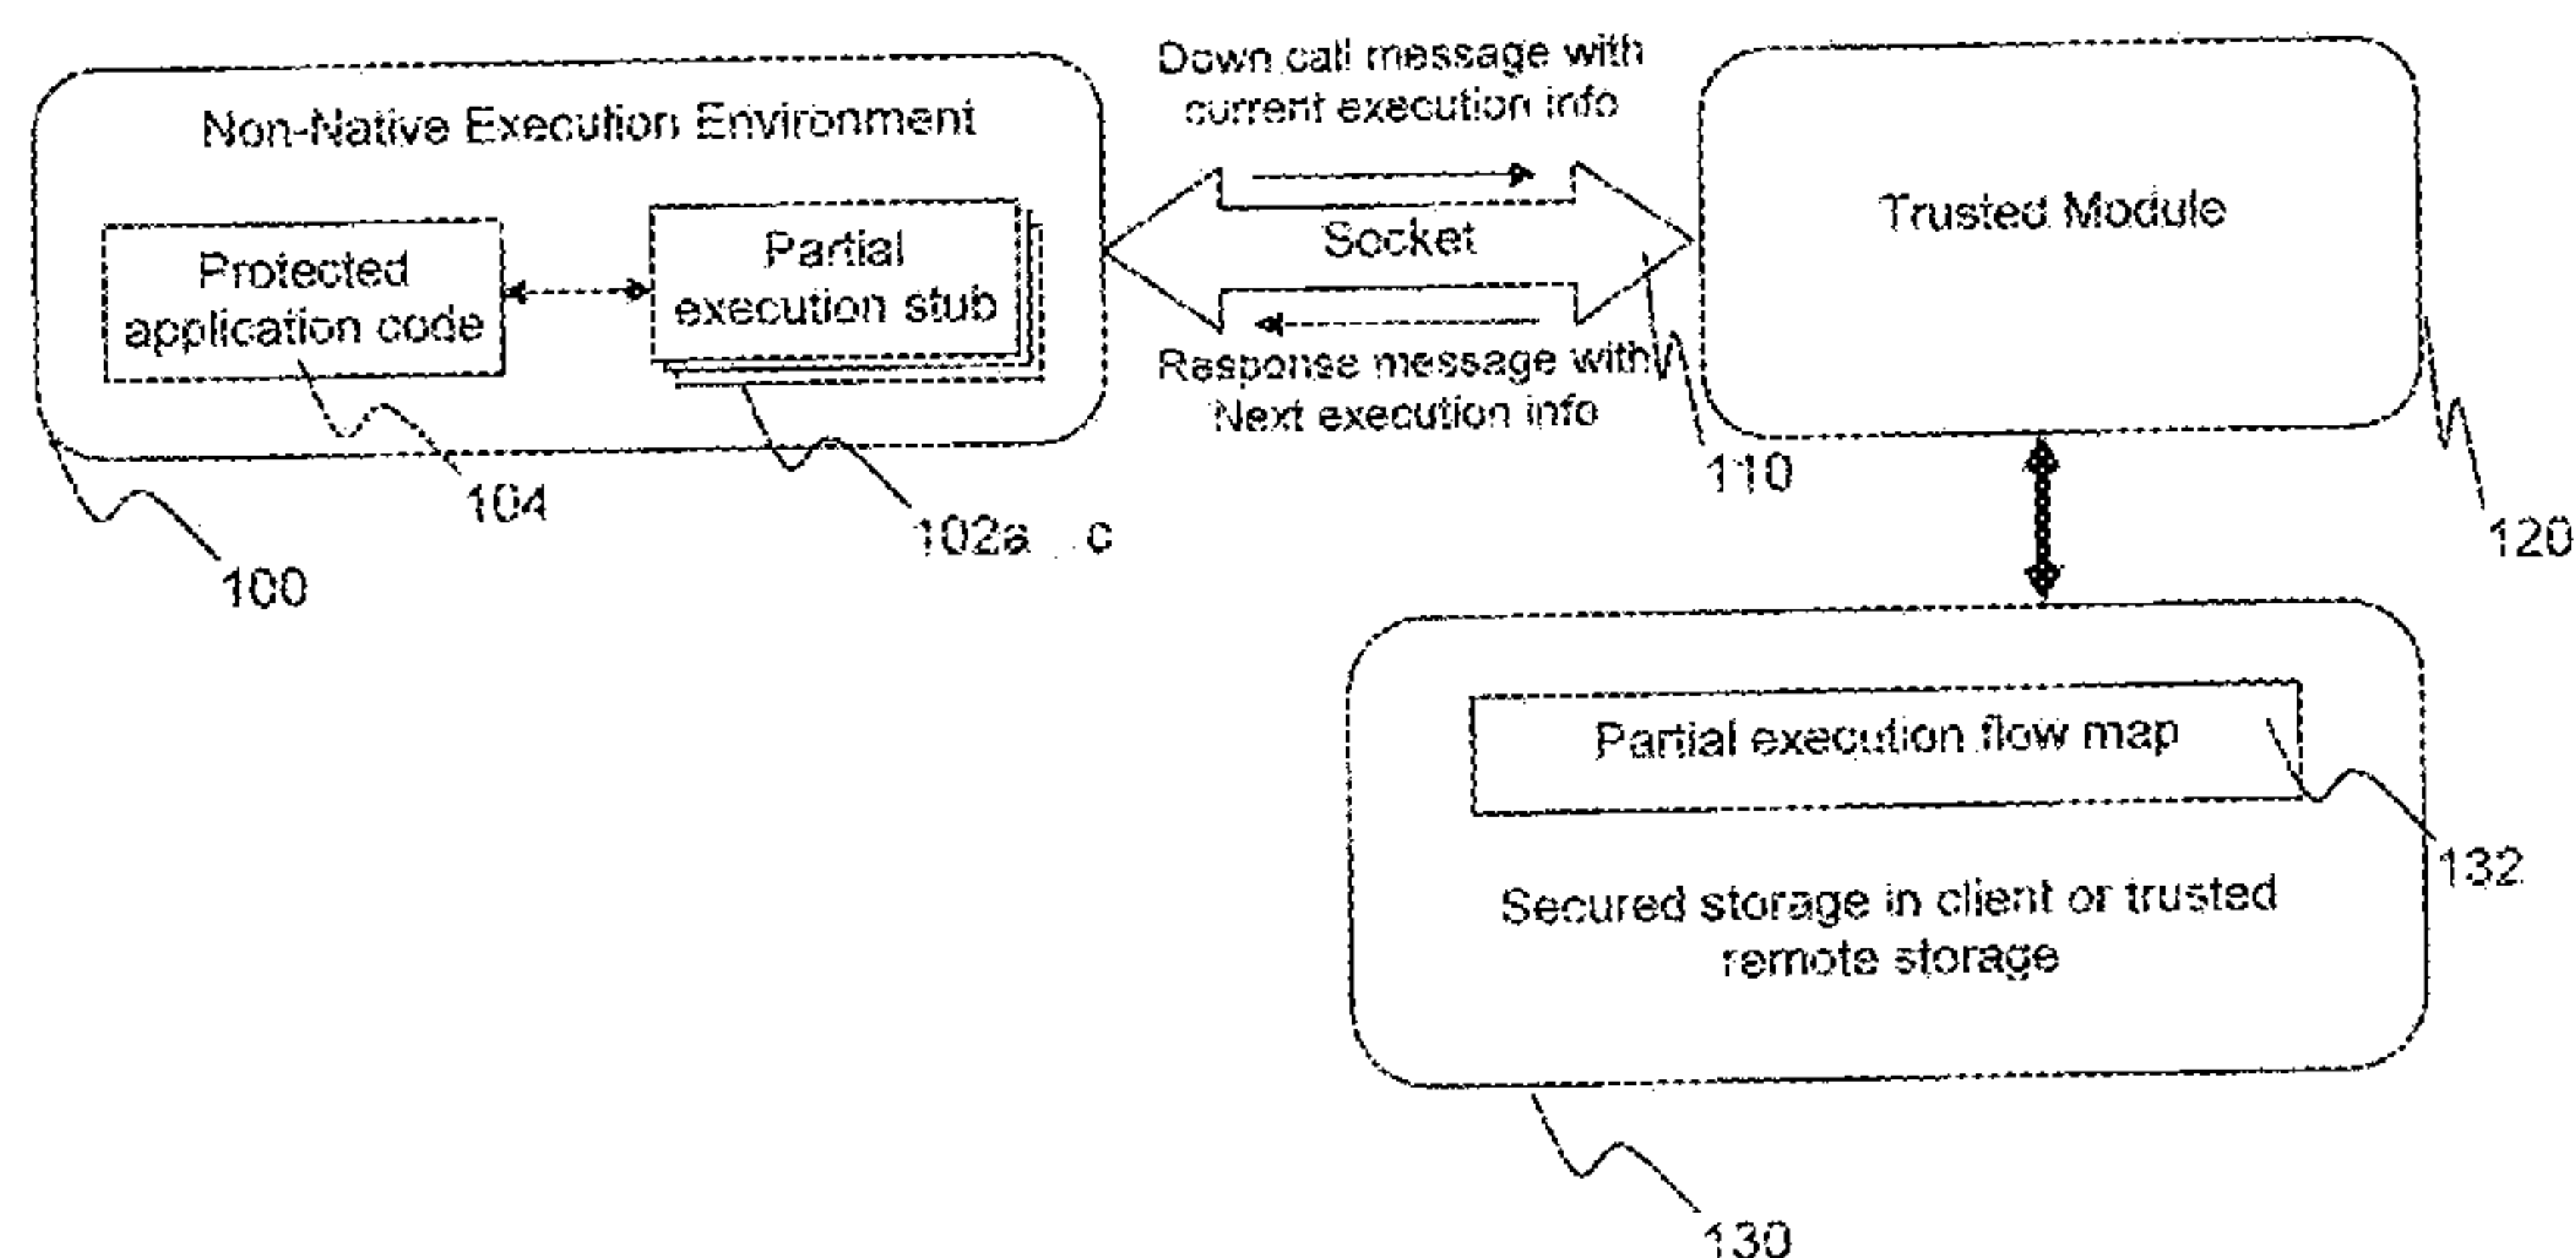 Down call message with
current execution info
Non-Native Execution Environment
Trusted Module
Protected
application code
Partial
execution stub
Socket
Response message with
Next execution info
104
110
102a c
100
120
Partial execution flow map
132
Secured storage in client or trusted
remote storage
130